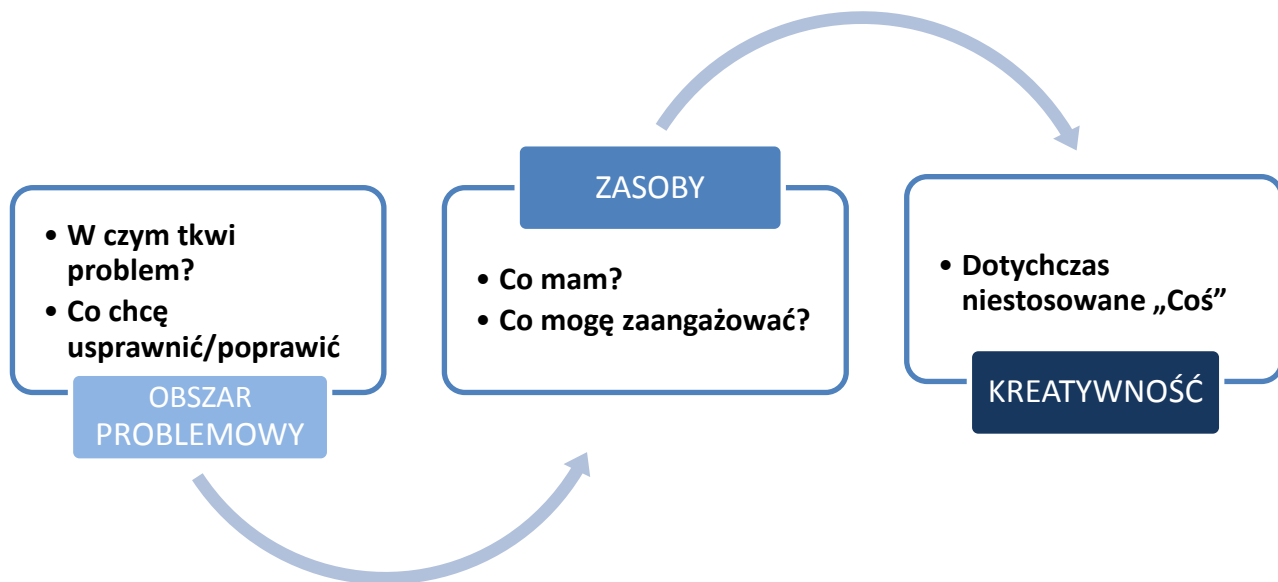 • W czym tkwi
problem?
• Co chcę
usprawnić/poprawić
OBSZAR
PROBLEMOWY
ZASOBY
• Co mam?
• Co mogę zaangażować?
• Dotychczas
niestosowane „Coś”
KREATYWNOŚĆ